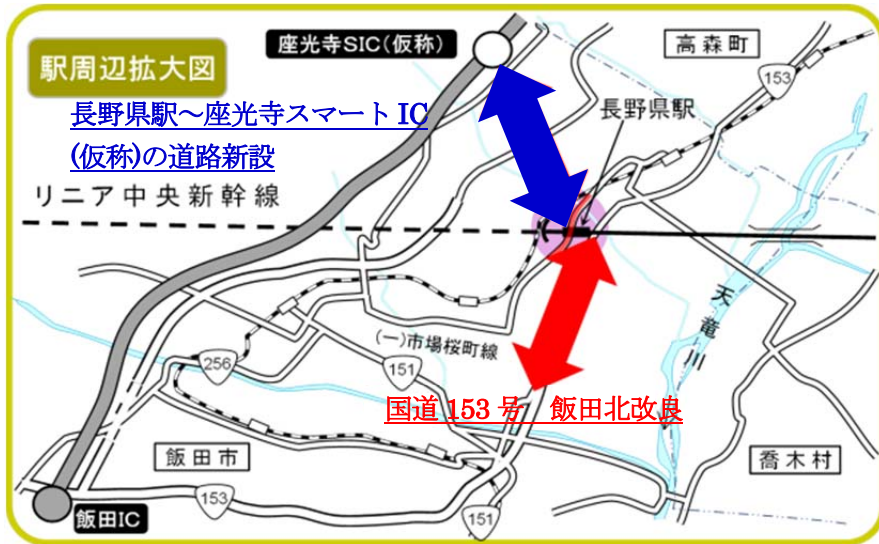 座光寺SIC(仮称)
高森町
駅周辺拡大図
153
長野県駅～座光寺スマートIC
(仮称)の道路新設
長野県駅
リニア中央新幹線
天竜川
(一)市場桜町線
256
151
国道153号 飯田北改良
飯田市
喬木村
153
飯田IC
151